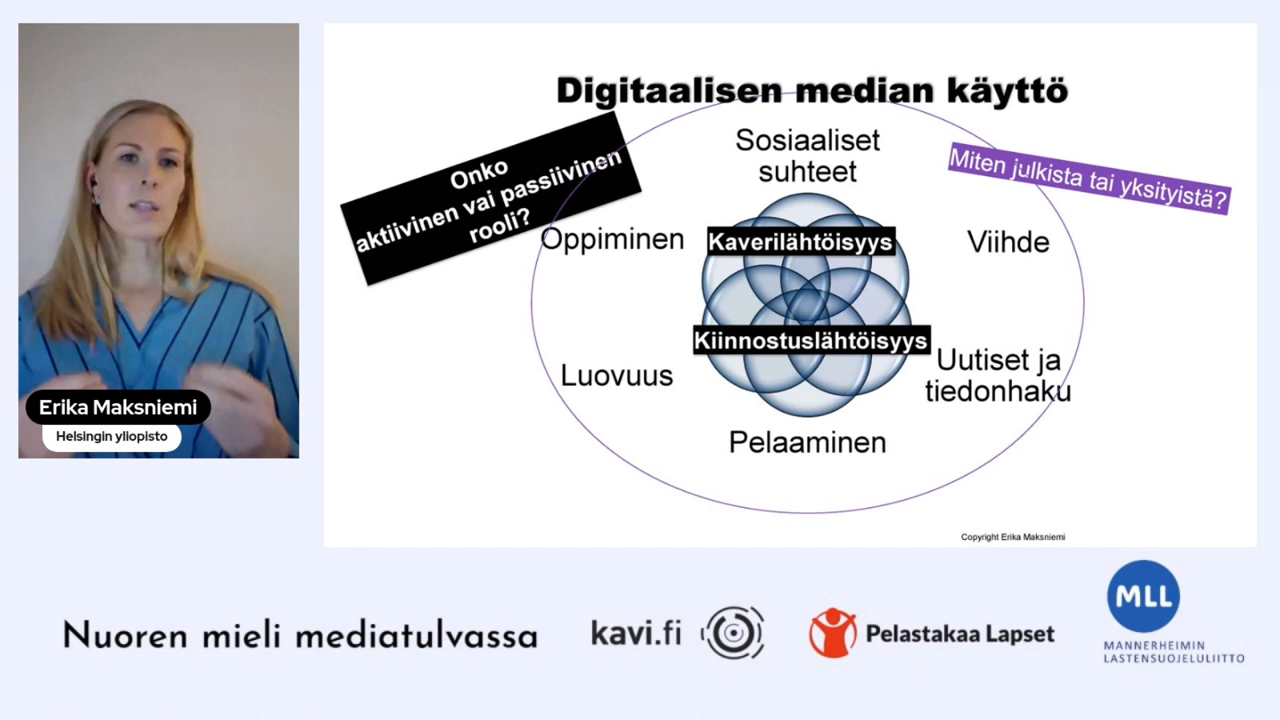 Digitaalisen median käyttö
Onko
aktiivinen vai passiivinen
rooli?
Miten julkista tai yksityistä?
Sosiaaliset
suhteet
Oppiminen
Kaverilähtöisyys
Viihde
Kiinnostuslähtöisyys
Luovuus
Uutiset ja
tiedonhaku
Pelaaminen
Copyright Erika Maksniemi
Erika Maksniemi
Helsingin yliopisto
Nuoren mieli mediatulvassa
kavi.fi
Pelastakaa Lapset
MLL
MANNERHEIMIN
LASTENSUOJELULIITTO